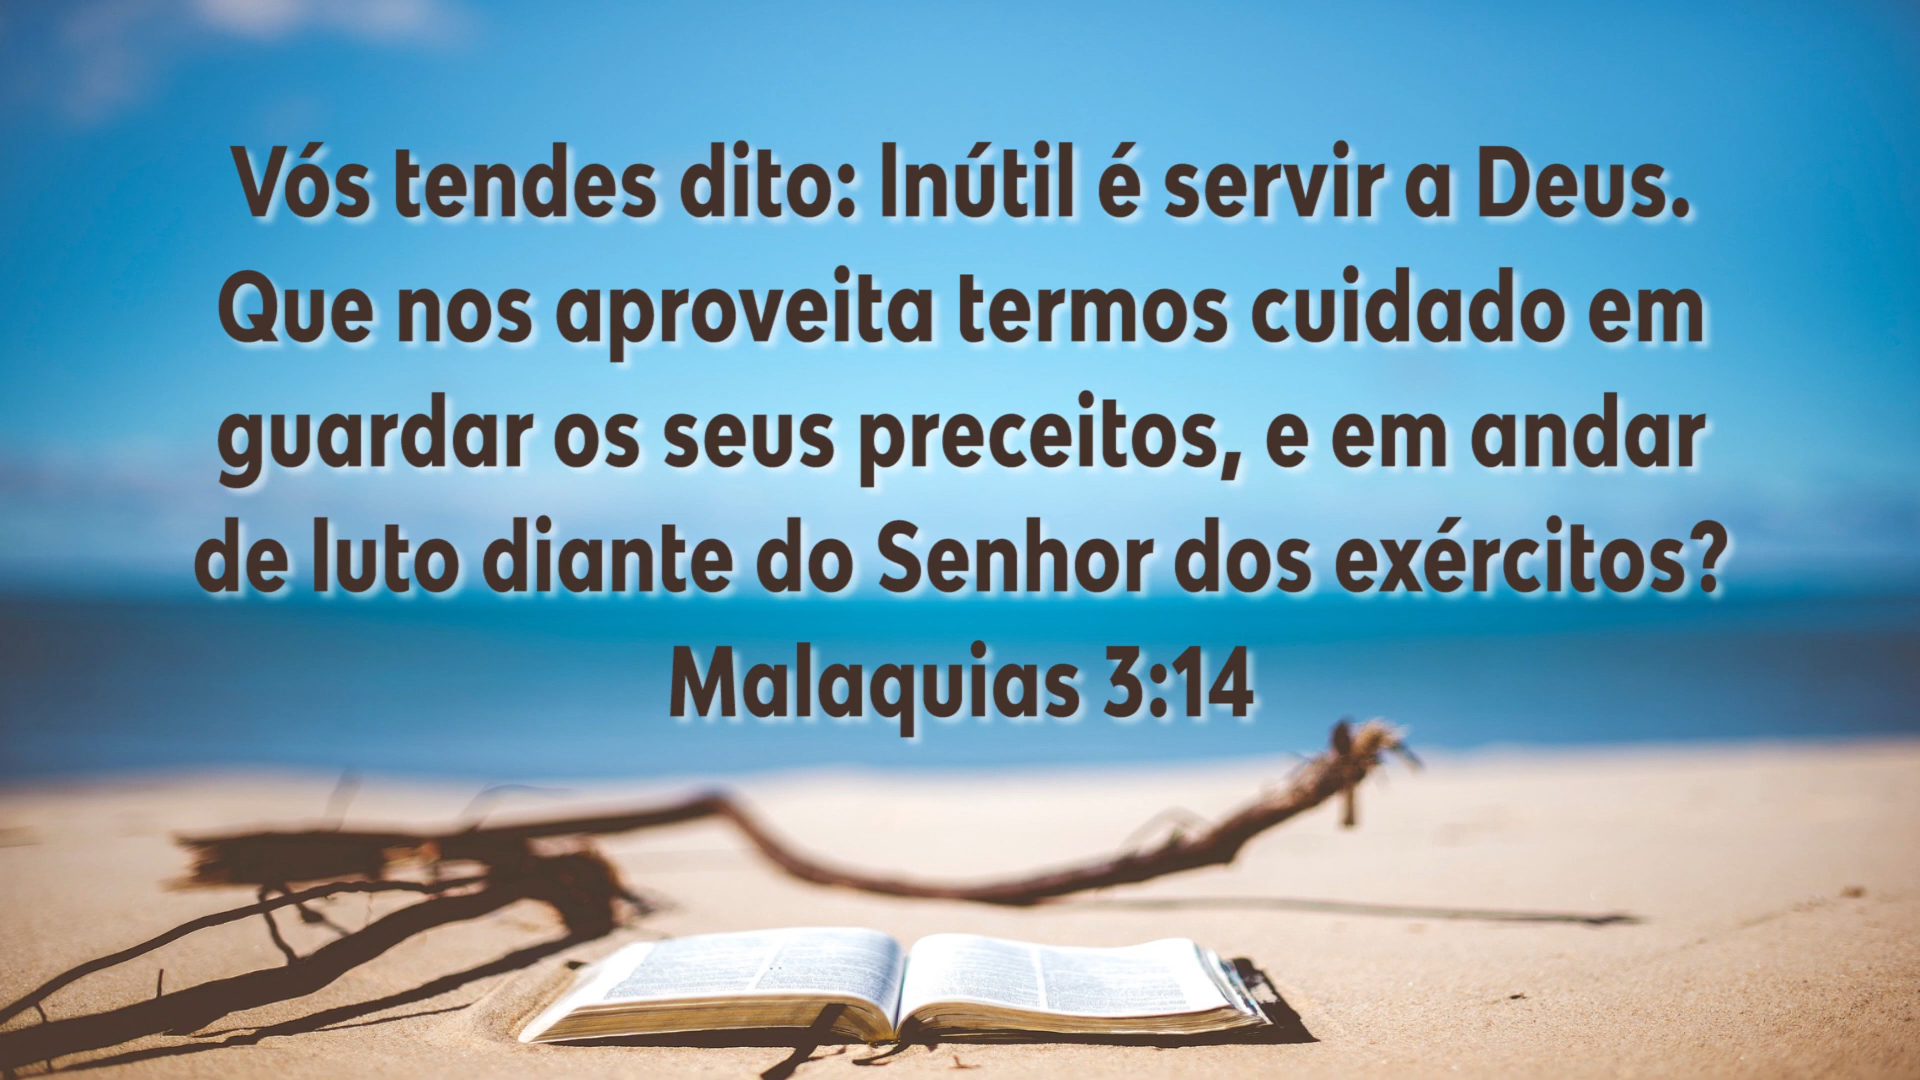 Vós tendes dito: Inútil é servir a Deus.
Que nos aproveita termos cuidado em
guardar os seus preceitos, e em andar
de luto diante do Senhor dos exércitos?
Malaquias 3:14